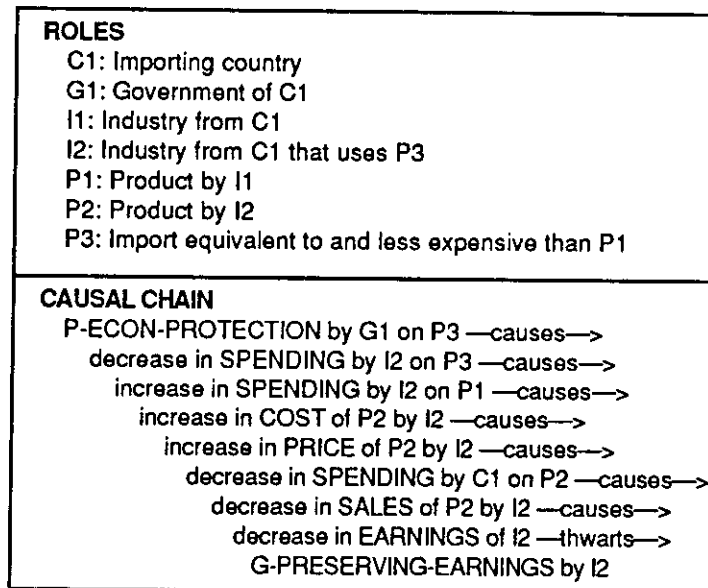 ROLES
C1: Importing country
G1: Government of C1
I1: Industry from C1
I2: Industry from C1 that uses P3
P1: Product by I1
P2: Product by I2
P3: Import equivalent to and less expensive than P1
CAUSAL CHAIN
P-ECON-PROTECTION by G1 on P3 —causes—>
decrease in SPENDING by I2 on P3 —causes—>
increase in SPENDING by I2 on P1 —causes—>
increase in COST of P2 by I2 —causes—>
increase in PRICE of P2 by I2 —causes—>
decrease in SPENDING by C1 on P2 —causes—>
decrease in SALES of P2 by I2 —causes—>
decrease in EARNINGS of I2 —thwarts—>
G-PRESERVING-EARNINGS by I2